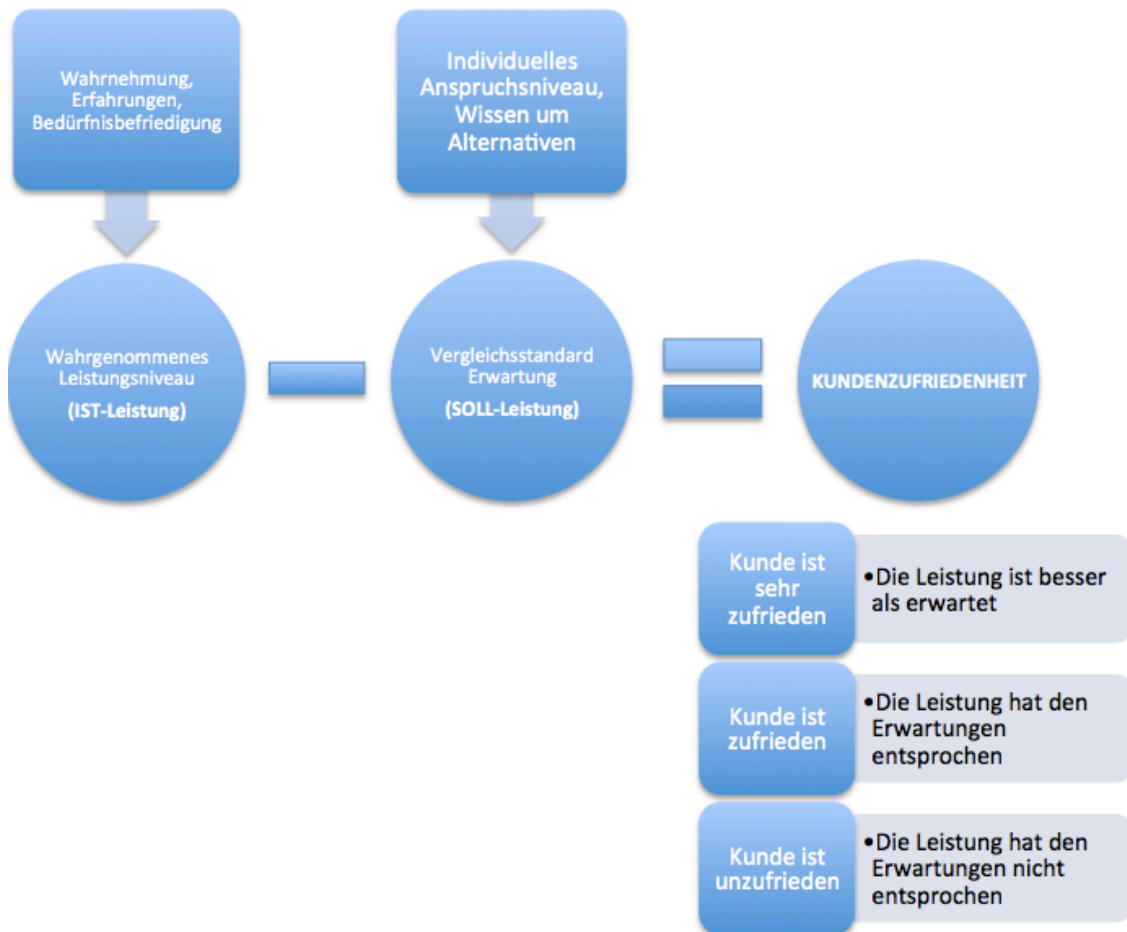 Wahrnehmung,
Erfahrungen,
Bedürfnisbefriedigung
Individuelles
Anspruchsniveau,
Wissen um
Alternativen
Wahrgenommenes
Leistungsniveau
(IST-Leistung)
Vergleichsstandard
Erwartung
(SOLL-Leistung)
KUNDENZUFRIEDENHEIT
Kunde ist
sehr
zufrieden
•Die Leistung ist besser
als erwartet
Kunde ist
zufrieden
•Die Leistung hat den
Erwartungen
entsprochen
Kunde ist
unzufrieden
•Die Leistung hat den
Erwartungen nicht
entsprochen